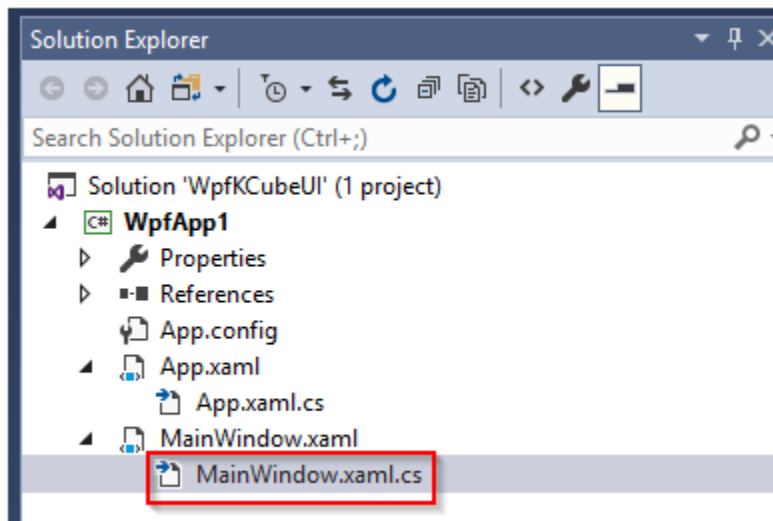 Solution Explorer
Search Solution Explorer (Ctrl+;)
Solution 'WpfKCubeUI' (1 project)
C# WpfApp1
Properties
References
App.config
App.xaml
App.xaml.cs
MainWindow.xaml
MainWindow.xaml.cs